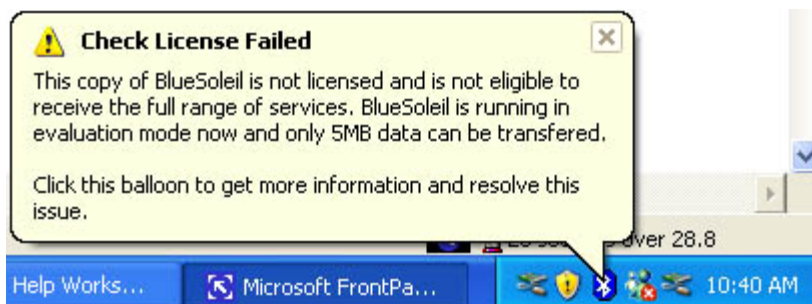 Check License Failed
This copy of BlueSoleil is not licensed and is not eligible to
receive the full range of services. BlueSoleil is running in
evaluation mode now and only 5MB data can be transfered.
Click this balloon to get more information and resolve this
issue.
over 28.8
Help Works...
Microsoft FrontPa...
10:40 AM